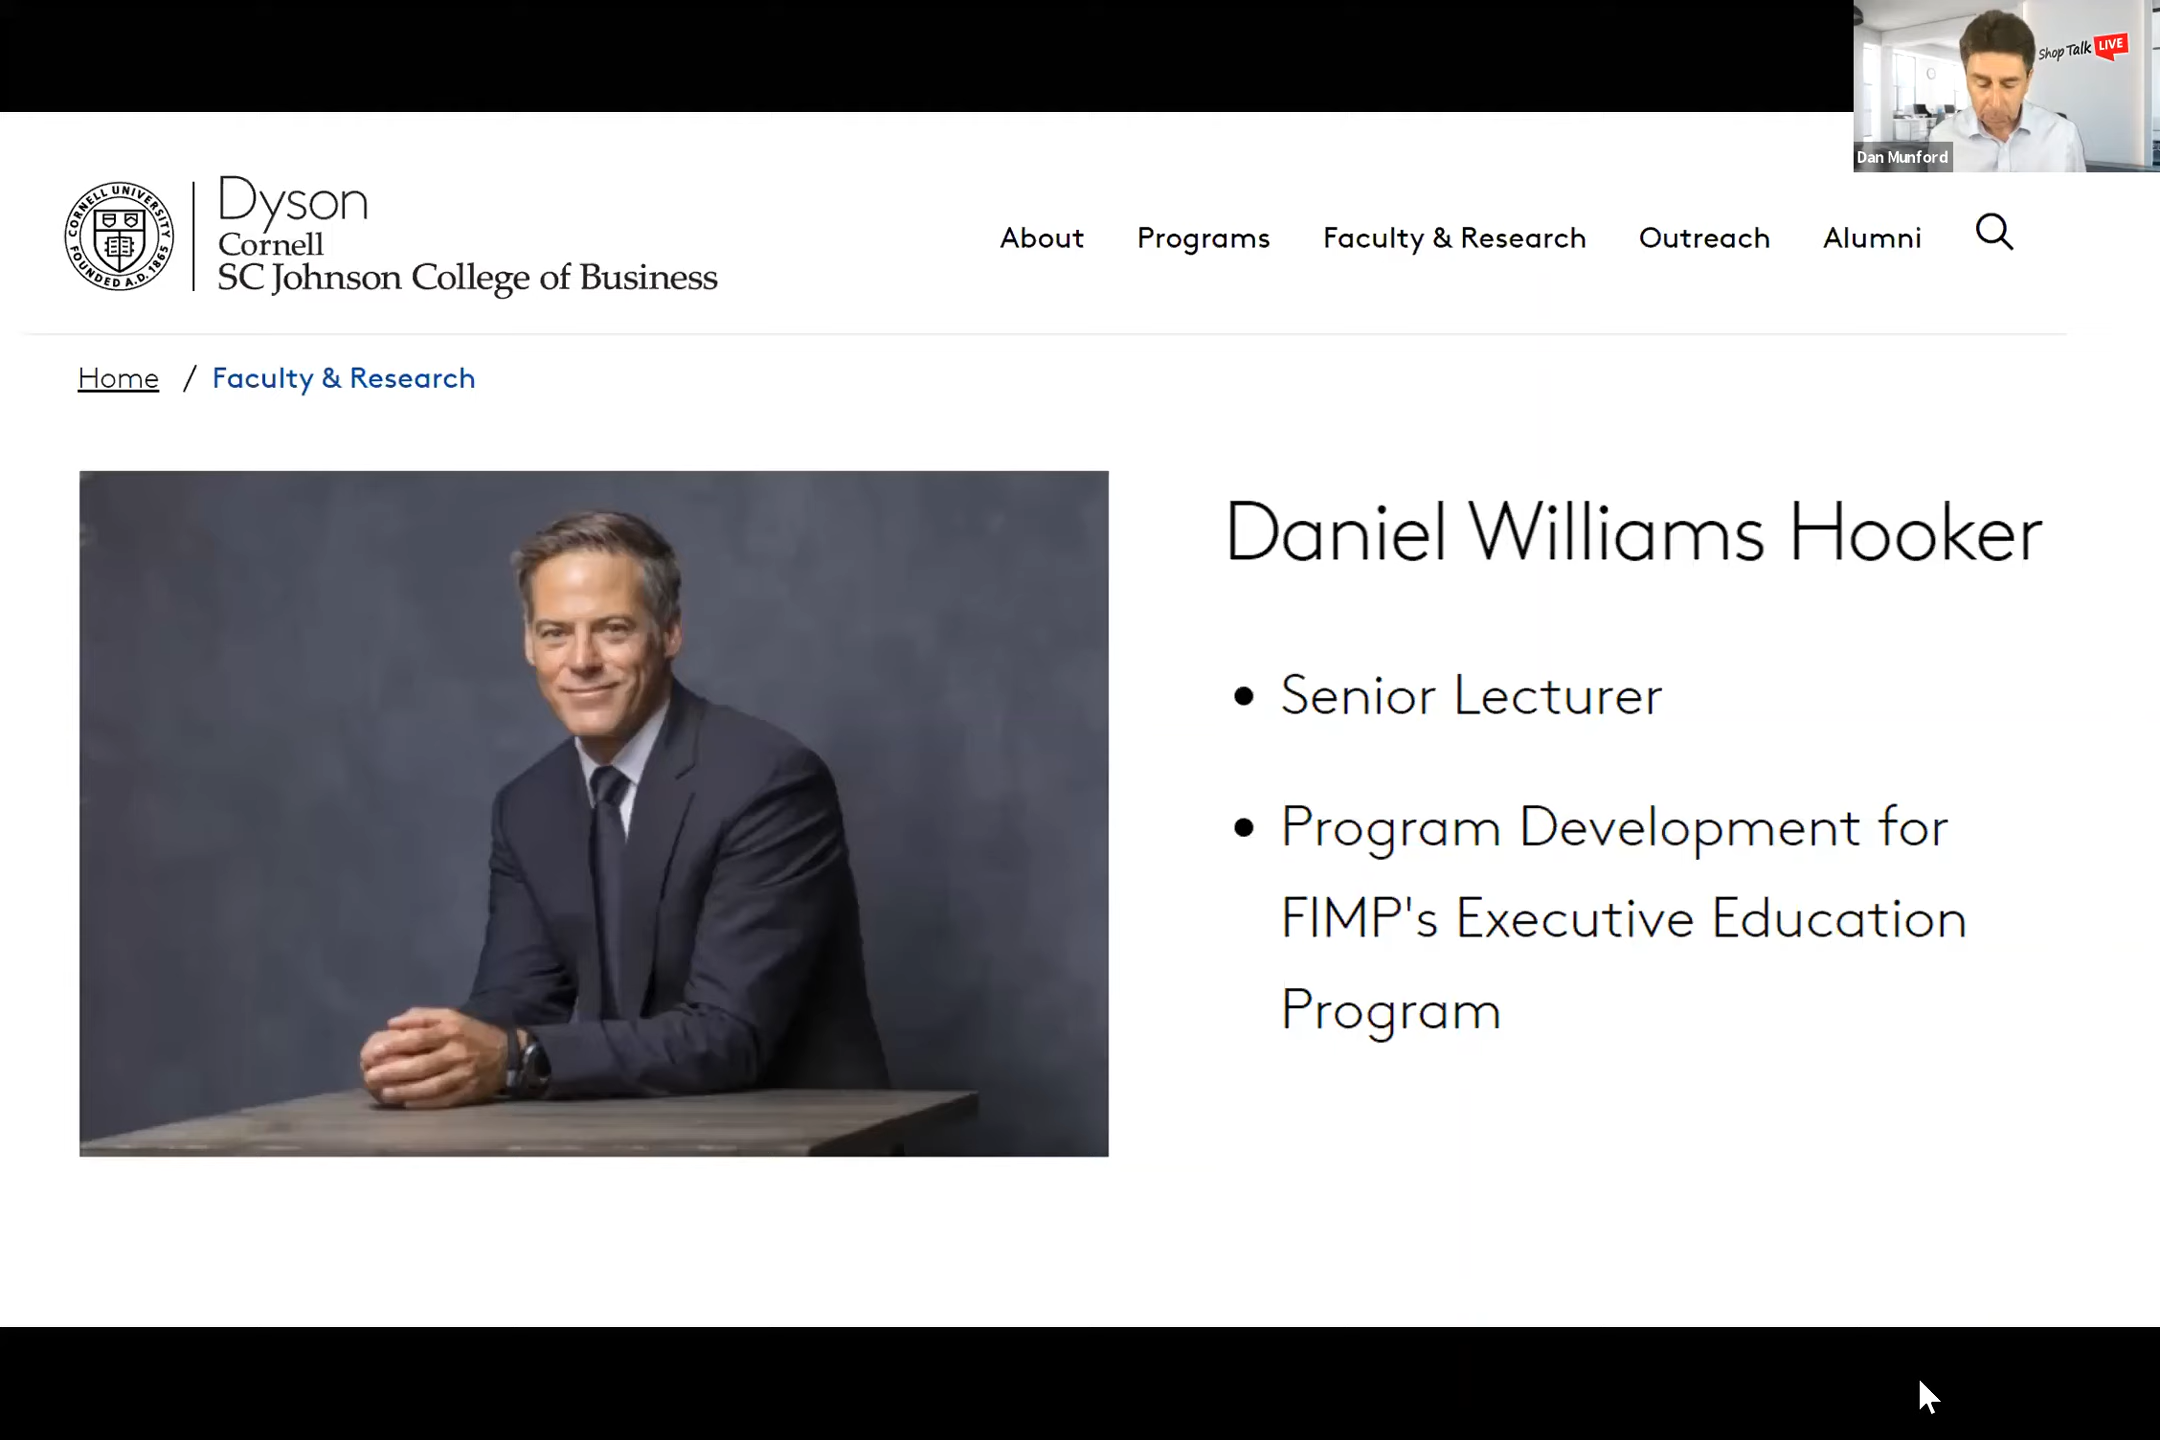 Shop Talk LIVE
Dan Munford
CORNELL UNIVERSITY
FOUNDED A.D. 1865
Dyson
Cornell
SC Johnson College of Business
About Programs Faculty & Research Outreach Alumni
Home / Faculty & Research
Daniel Williams Hooker
• Senior Lecturer
• Program Development for
FIMP's Executive Education
Program